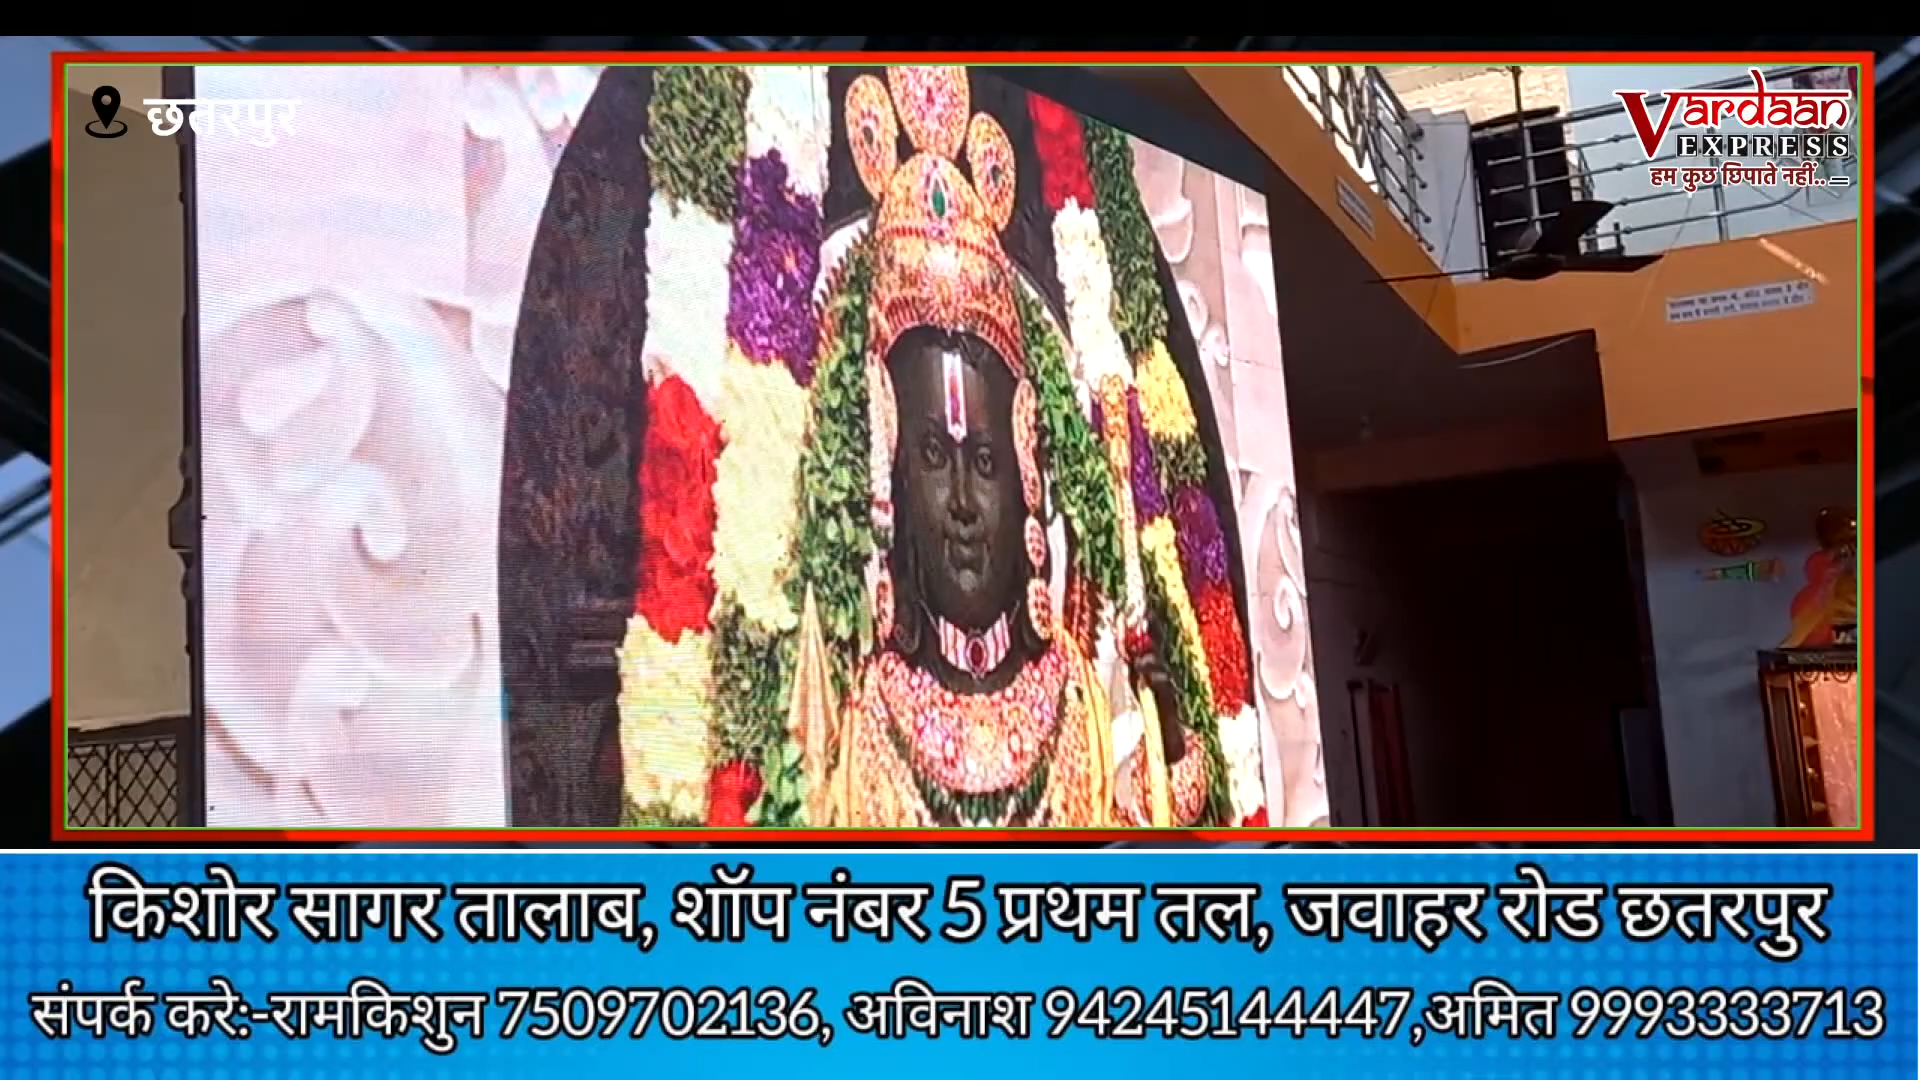 छतरपुर
Vardaan
EXPRESS
हम कुछ छिपाते नहीं..
किशोर सागर तालाब, शॉप नंबर 5 प्रथम तल, जवाहर रोड छतरपुर
संपर्क करे:-रामकिशुन 7509702136, अविनाश 94245144447,अमित 9993333713